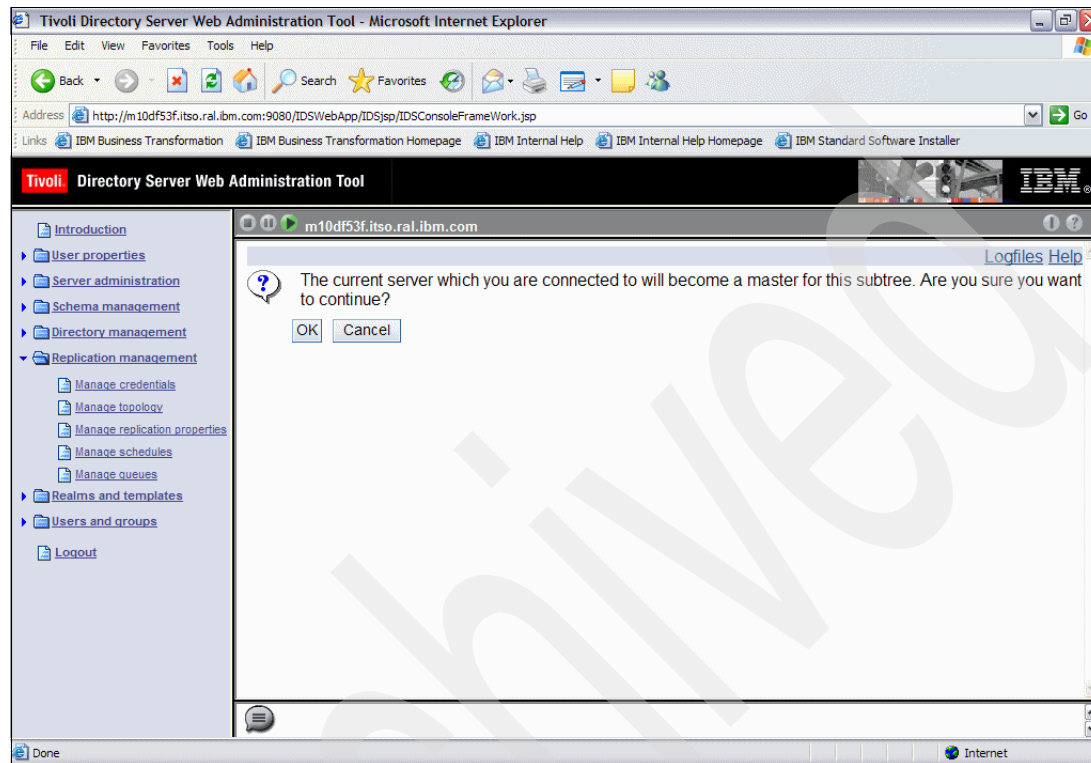 Tivoli Directory Server Web Administration Tool - Microsoft Internet Explorer
File Edit View Favorites Tools Help
Back Search Favorites
Address http://m10df53f.itso.ral.ibm.com:9080/IDSWebApp/IDSjsp/IDSConsoleFrameWork.jsp Go
Links IBM Business Transformation IBM Business Transformation Homepage IBM Internal Help IBM Internal Help Homepage IBM Standard Software Installer
Tivoli. Directory Server Web Administration Tool IBM®
m10df53f.itso.ral.ibm.com
Introduction
User properties
Server administration
Schema management
Directory management
Replication management
Manage credentials
Manage topology
Manage replication properties
Manage schedules
Manage queues
Realms and templates
Users and groups
Logout
Logfiles Help
The current server which you are connected to will become a master for this subtree. Are you sure you want
to continue?
OK Cancel
Done Internet
archived